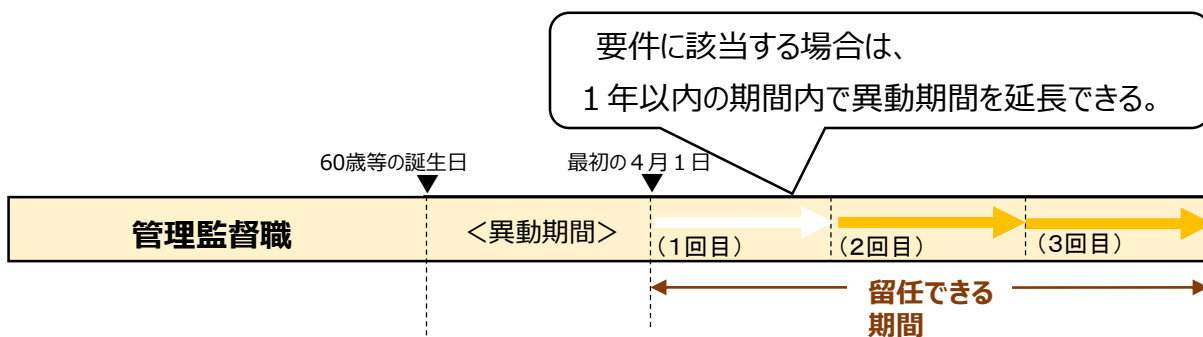 要件に該当する場合は、
１年以内の期間内で異動期間を延長できる。
60歳等の誕生日
最初の４月１日
管理監督職
＜異動期間＞
（1回目）
（2回目）
（3回目）
留任できる
期間